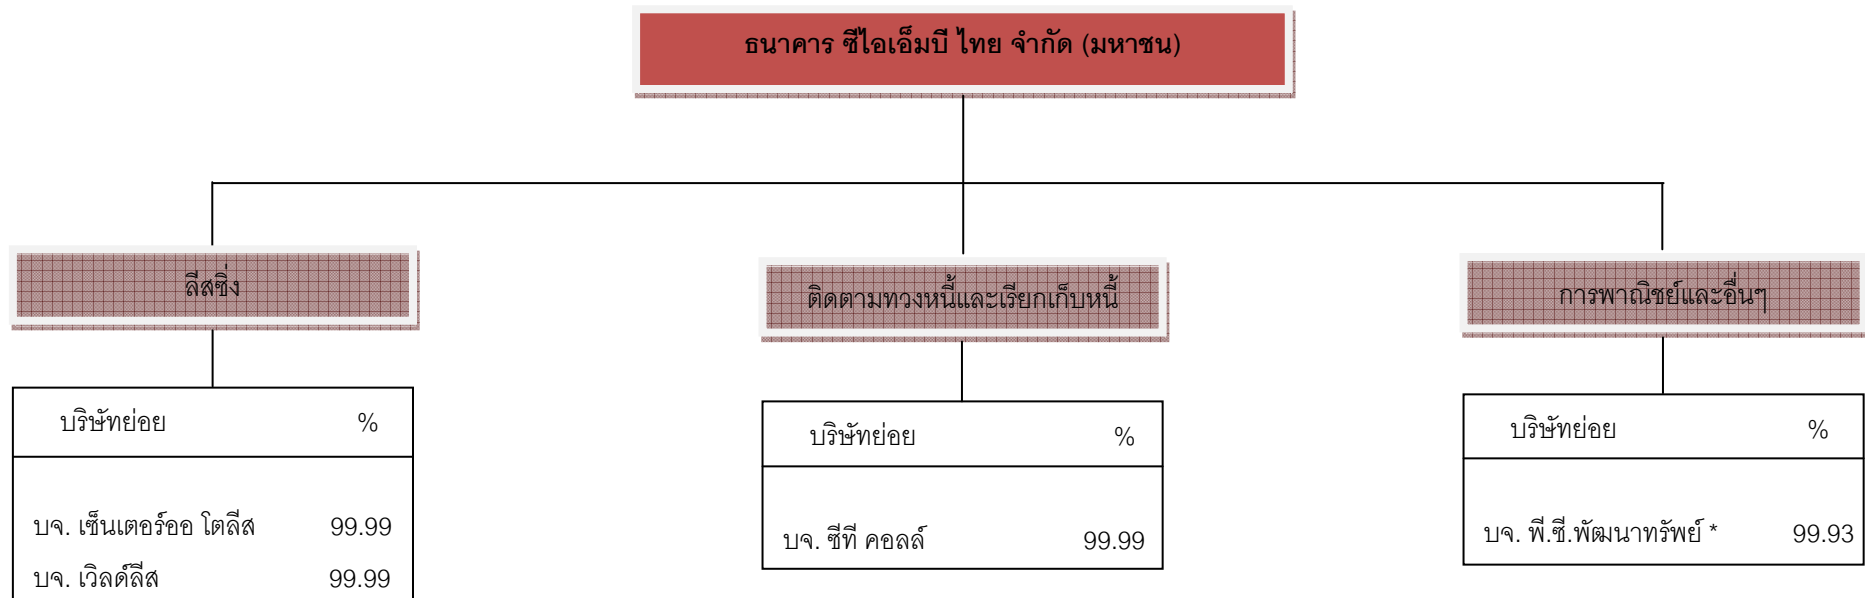 ธนาคาร ซีไอเอ็มบี ไทย จำกัด (มหาชน)
ลีสซิ่ง
บริษัทย่อย %
บจ. เซ็นเตอร์ออ โตลีส 99.99
บจ. เวิลด์ลีส 99.99
ติดตามทวงหนี้และเรียกเก็บหนี้
บริษัทย่อย %
บจ. ซีที คอลล์ 99.99
การพาณิชย์และอื่นๆ
บริษัทย่อย %
บจ. พี.ซี.พัฒนาทรัพย์ * 99.93